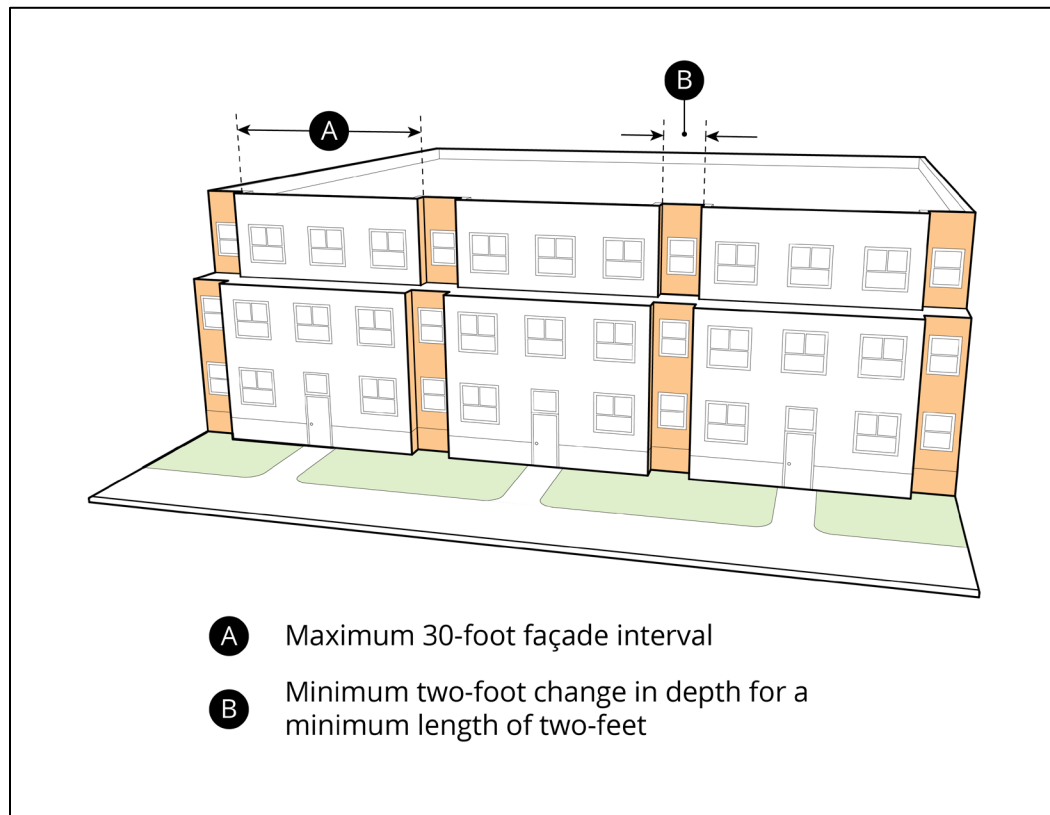 A
B
A Maximum 30-foot façade interval
B Minimum two-foot change in depth for a
minimum length of two-feet